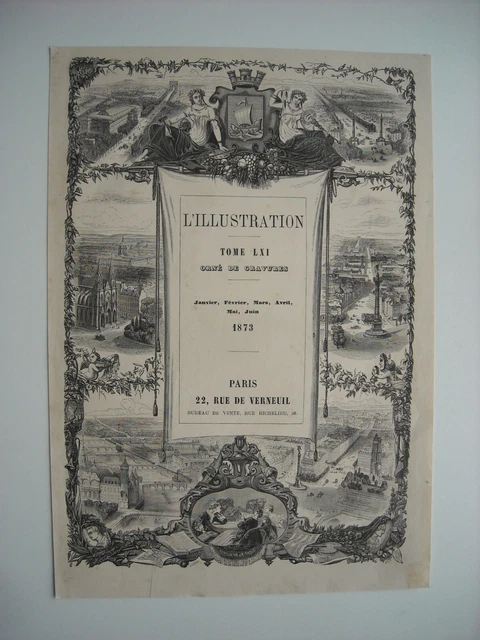 L'ILLUSTRATION
TOME LXI
ORNÉ DE GRAVURES
Janvier, Février, Mars, Avril,
Mai, Juin
1873
PARIS
22, RUE DE VERNEUIL
BUREAU DE VENTE, RUE RICHELIEU,